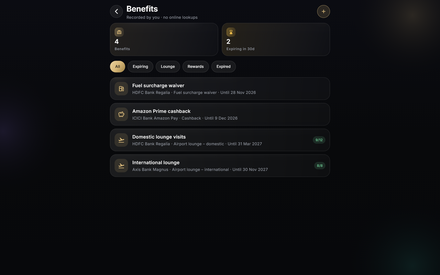 Benefits
Recorded by you · no online lookups
+
4
Benefits
2
Expiring in 30d
All
Expiring
Lounge
Rewards
Expired
Fuel surcharge waiver
HDFC Bank Regalia · Fuel surcharge waiver · Until 28 Nov 2026
Amazon Prime cashback
ICICI Bank Amazon Pay · Cashback · Until 9 Dec 2026
Domestic lounge visits
HDFC Bank Regalia · Airport lounge – domestic · Until 31 Mar 2027
International lounge
Axis Bank Magnus · Airport lounge – international · Until 30 Nov 2027